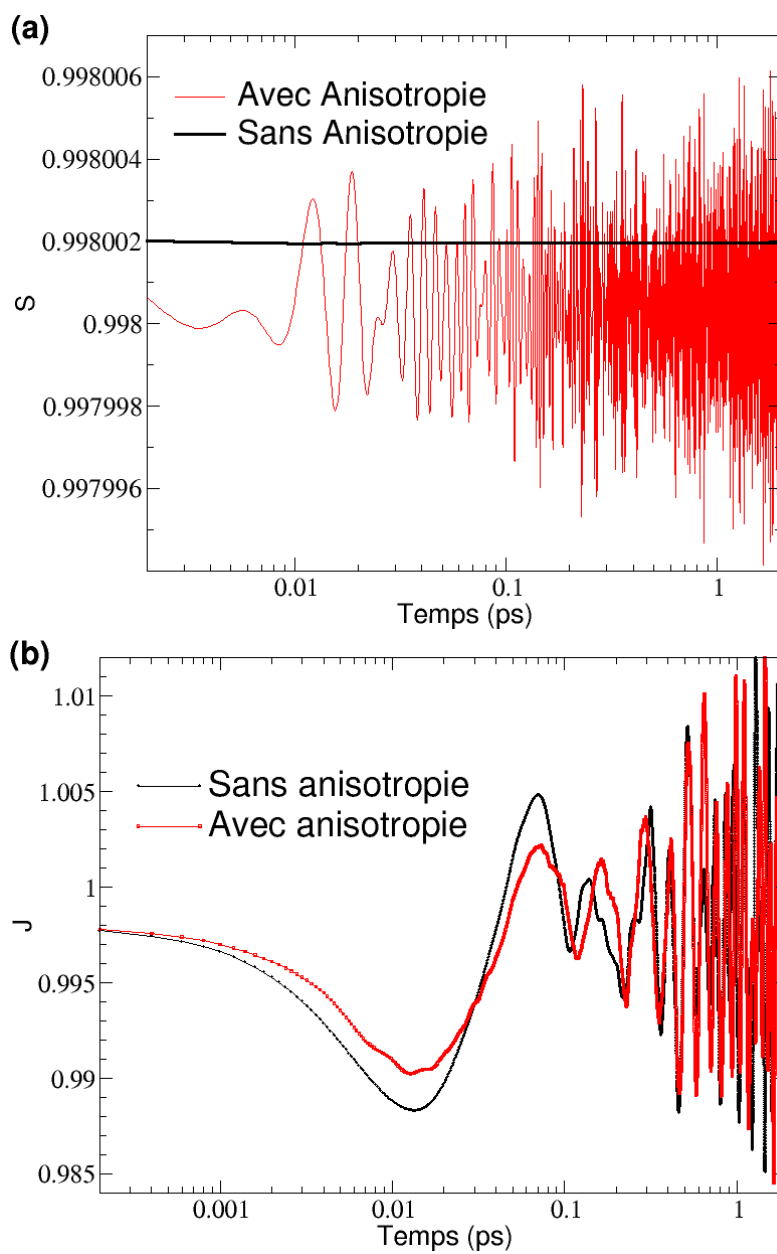 (a)
0.998006
Avec Anisotropie
0.998004
Sans Anisotropie
0.998002
S
0.998
0.997998
0.997996
0.01
0.1
1
Temps (ps)
(b)
1.01
Sans anisotropie
1.005
Avec anisotropie
1
J
0.995
0.99
0.985
0.001
0.01
0.1
1
Temps (ps)